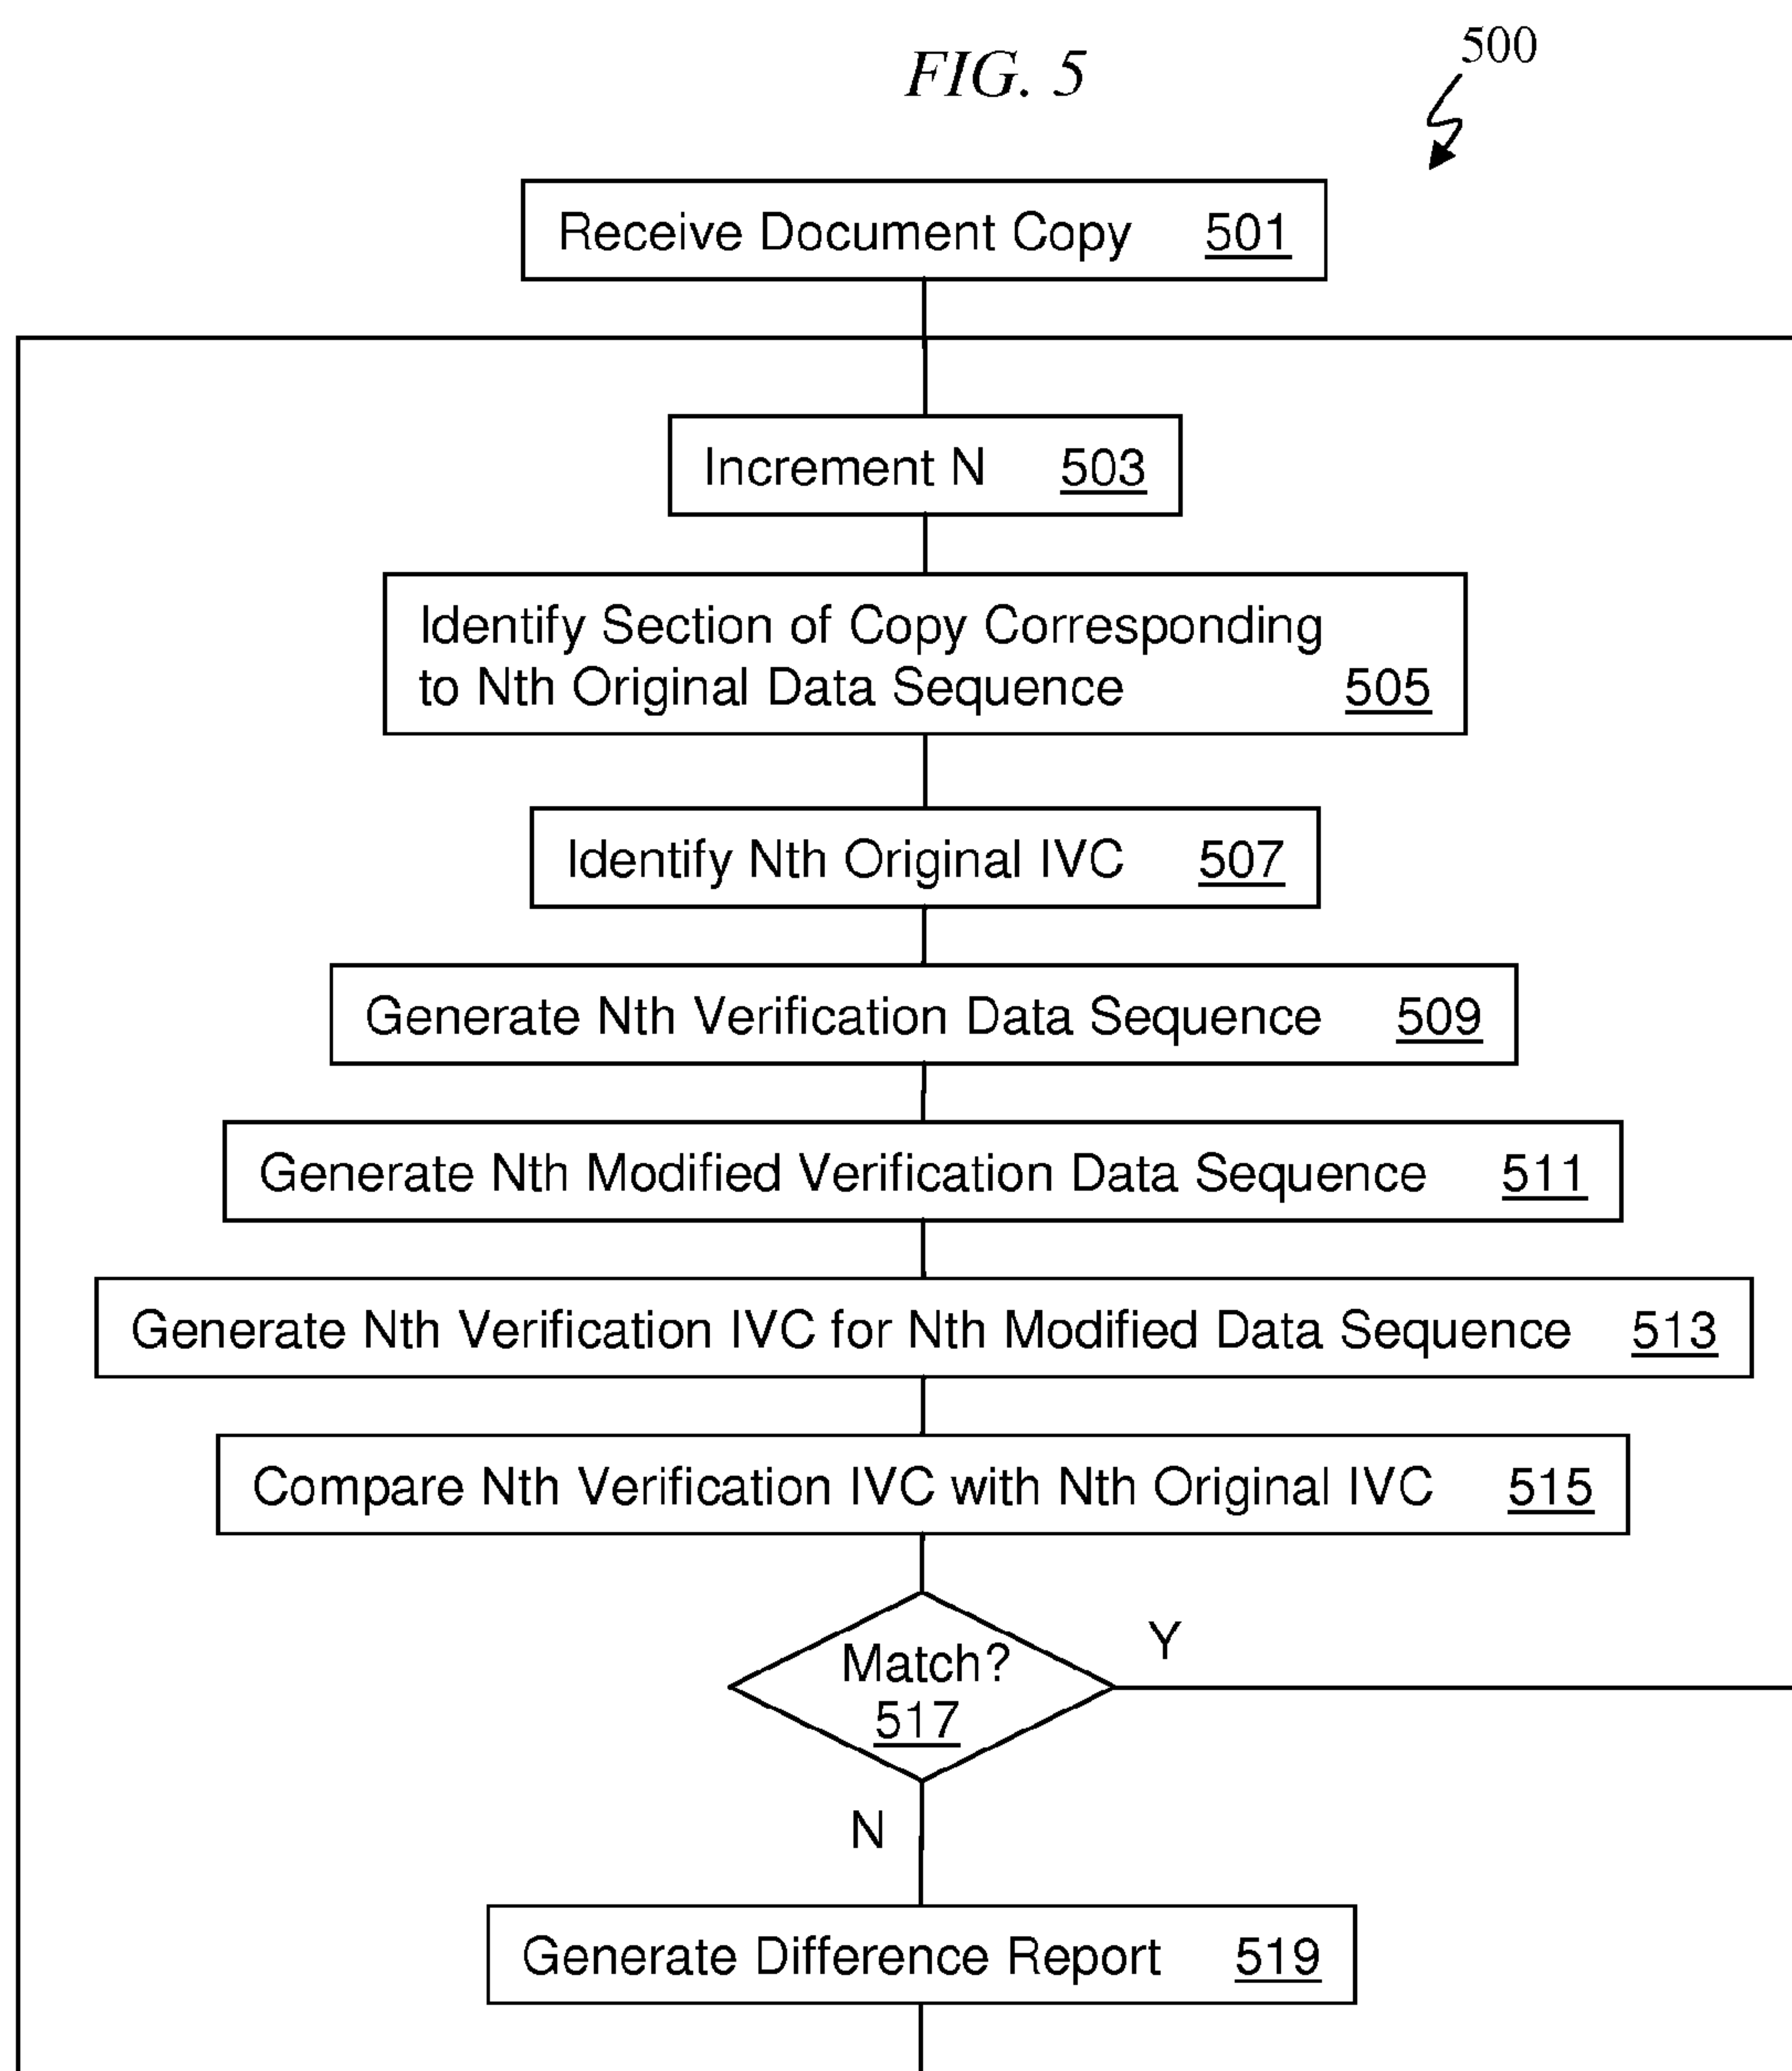 FIG. 5
500
Receive Document Copy 501
Increment N 503
Identify Section of Copy Corresponding
to Nth Original Data Sequence 505
Identify Nth Original IVC 507
Generate Nth Verification Data Sequence 509
Generate Nth Modified Verification Data Sequence 511
Generate Nth Verification IVC for Nth Modified Data Sequence 513
Compare Nth Verification IVC with Nth Original IVC 515
Y
Match?
517
N
Generate Difference Report 519